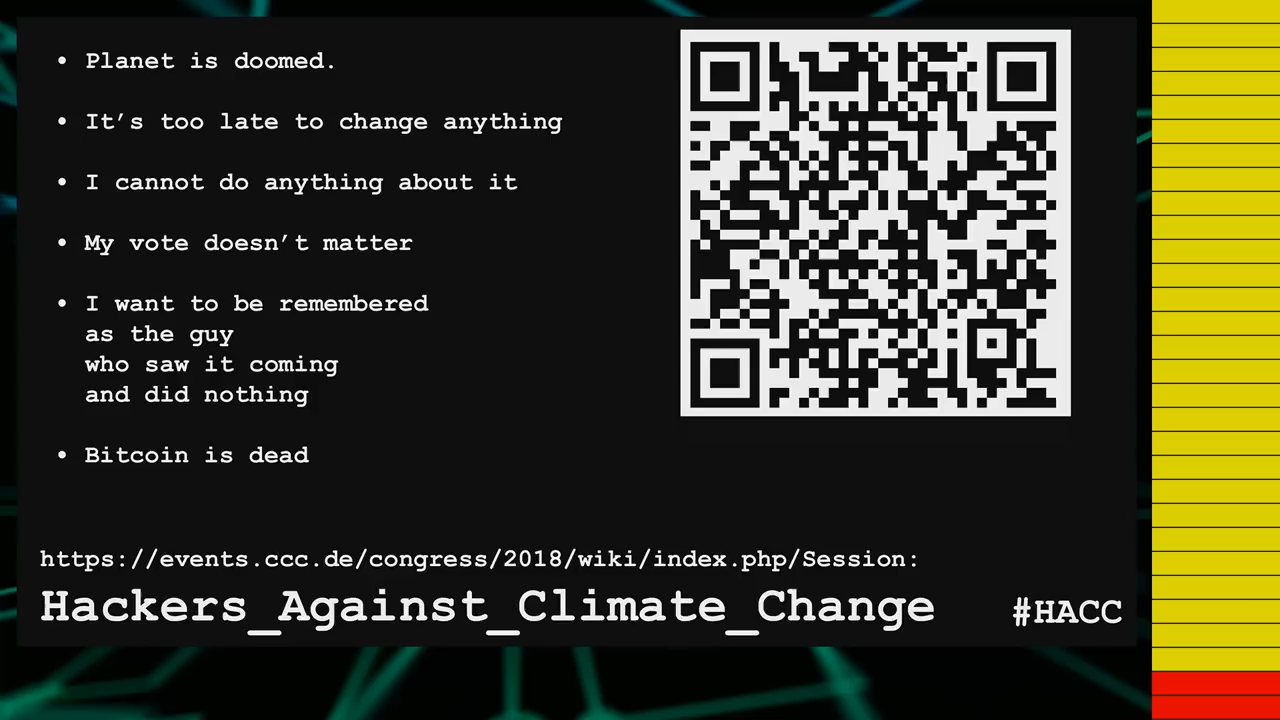 • Planet is doomed.
• It’s too late to change anything
• I cannot do anything about it
• My vote doesn’t matter
• I want to be remembered
as the guy
who saw it coming
and did nothing
• Bitcoin is dead
https://events.ccc.de/congress/2018/wiki/index.php/Session:
Hackers_Against_Climate_Change #HACC